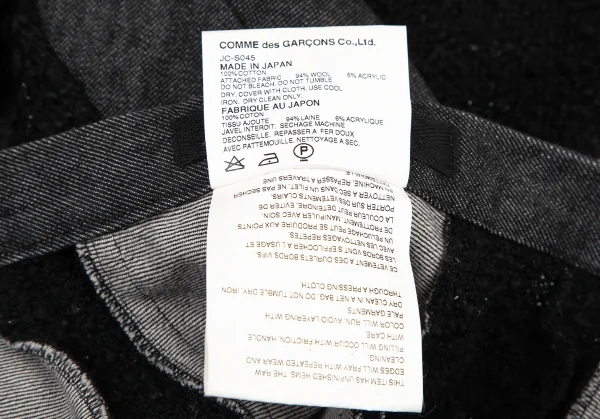 COMME des GARÇONS Co.,Ltd.
JC-S045
MADE IN JAPAN
100% COTTON
ATTACHED FABRIC 94% WOOL 6% ACRYLIC
DO NOT BLEACH. DO NOT TUMBLE
DRY. COVER WITH CLOTH. USE COOL
IRON. DRY CLEAN ONLY.
FABRIQUE AU JAPON
100% COTON
TISSU AJOUTE 94% LAINE 6% ACRYLIQUE
JAVEL INTERDIT. SECHAGE MACHINE
DECONSEILLE. REPASSER A FER DOUX
AVEC PATTEMOUILLE. NETTOYAGE A SEC.
P
THIS ITEM HAS UNFINISHED HEMS. THE RAW
EDGES WILL FRAY WITH REPEATED WEAR AND
CLEANING.
PILLING WILL OCCUR WITH FRICTION. HANDLE
WITH CARE.
COLOR WILL RUN. AVOID LAYERING WITH
PALE GARMENTS.
DRY CLEAN IN A NET BAG. DO NOT TUMBLE DRY. IRON
THROUGH A PRESSING CLOTH.
CE VETEMENT A DES OURLETS BORDS VIFS.
LES BORDS VONT S'EFFILOCHER AL USAGE ET
AVEC LES NETTOYAGES REPETES.
DU PELUCHAGE PEUT SE PRODUIRE AUX POINTS
DE FROTTEMENT. MANIPULER AVEC SOIN.
LA COULEUR PEUT DETEINDRE. EVITER DE
PORTER SUR DES VETEMENTS CLAIRS.
NETTOYER A SEC DANS UN FILET. NE PAS SECHER
EN MACHINE. REPASSER A TRAVERS UNE